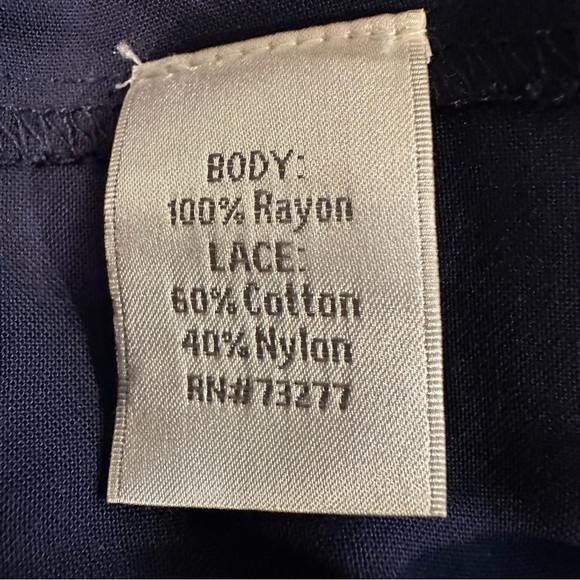 BODY:
100% Rayon
LACE:
60% Cotton
40% Nylon
RN#73277